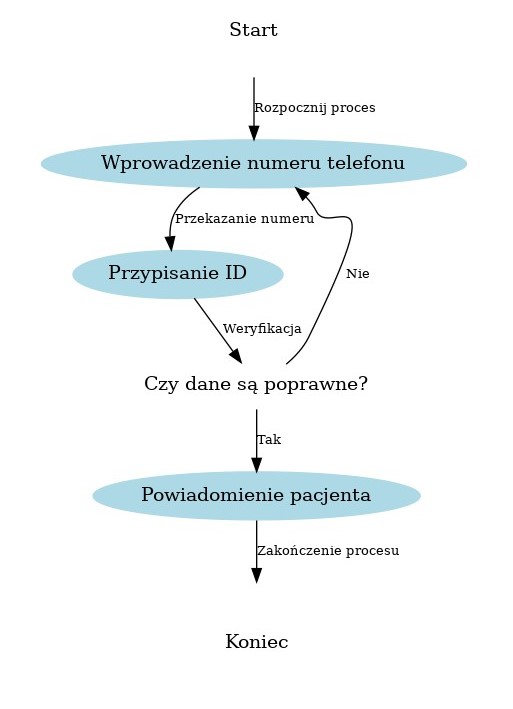 Start
Rozpocznij proces
Wprowadzenie numeru telefonu
Przekazanie numeru
Przypisanie ID
Nie
Weryfikacja
Czy dane są poprawne?
Tak
Powiadomienie pacjenta
Zakończenie procesu
Koniec